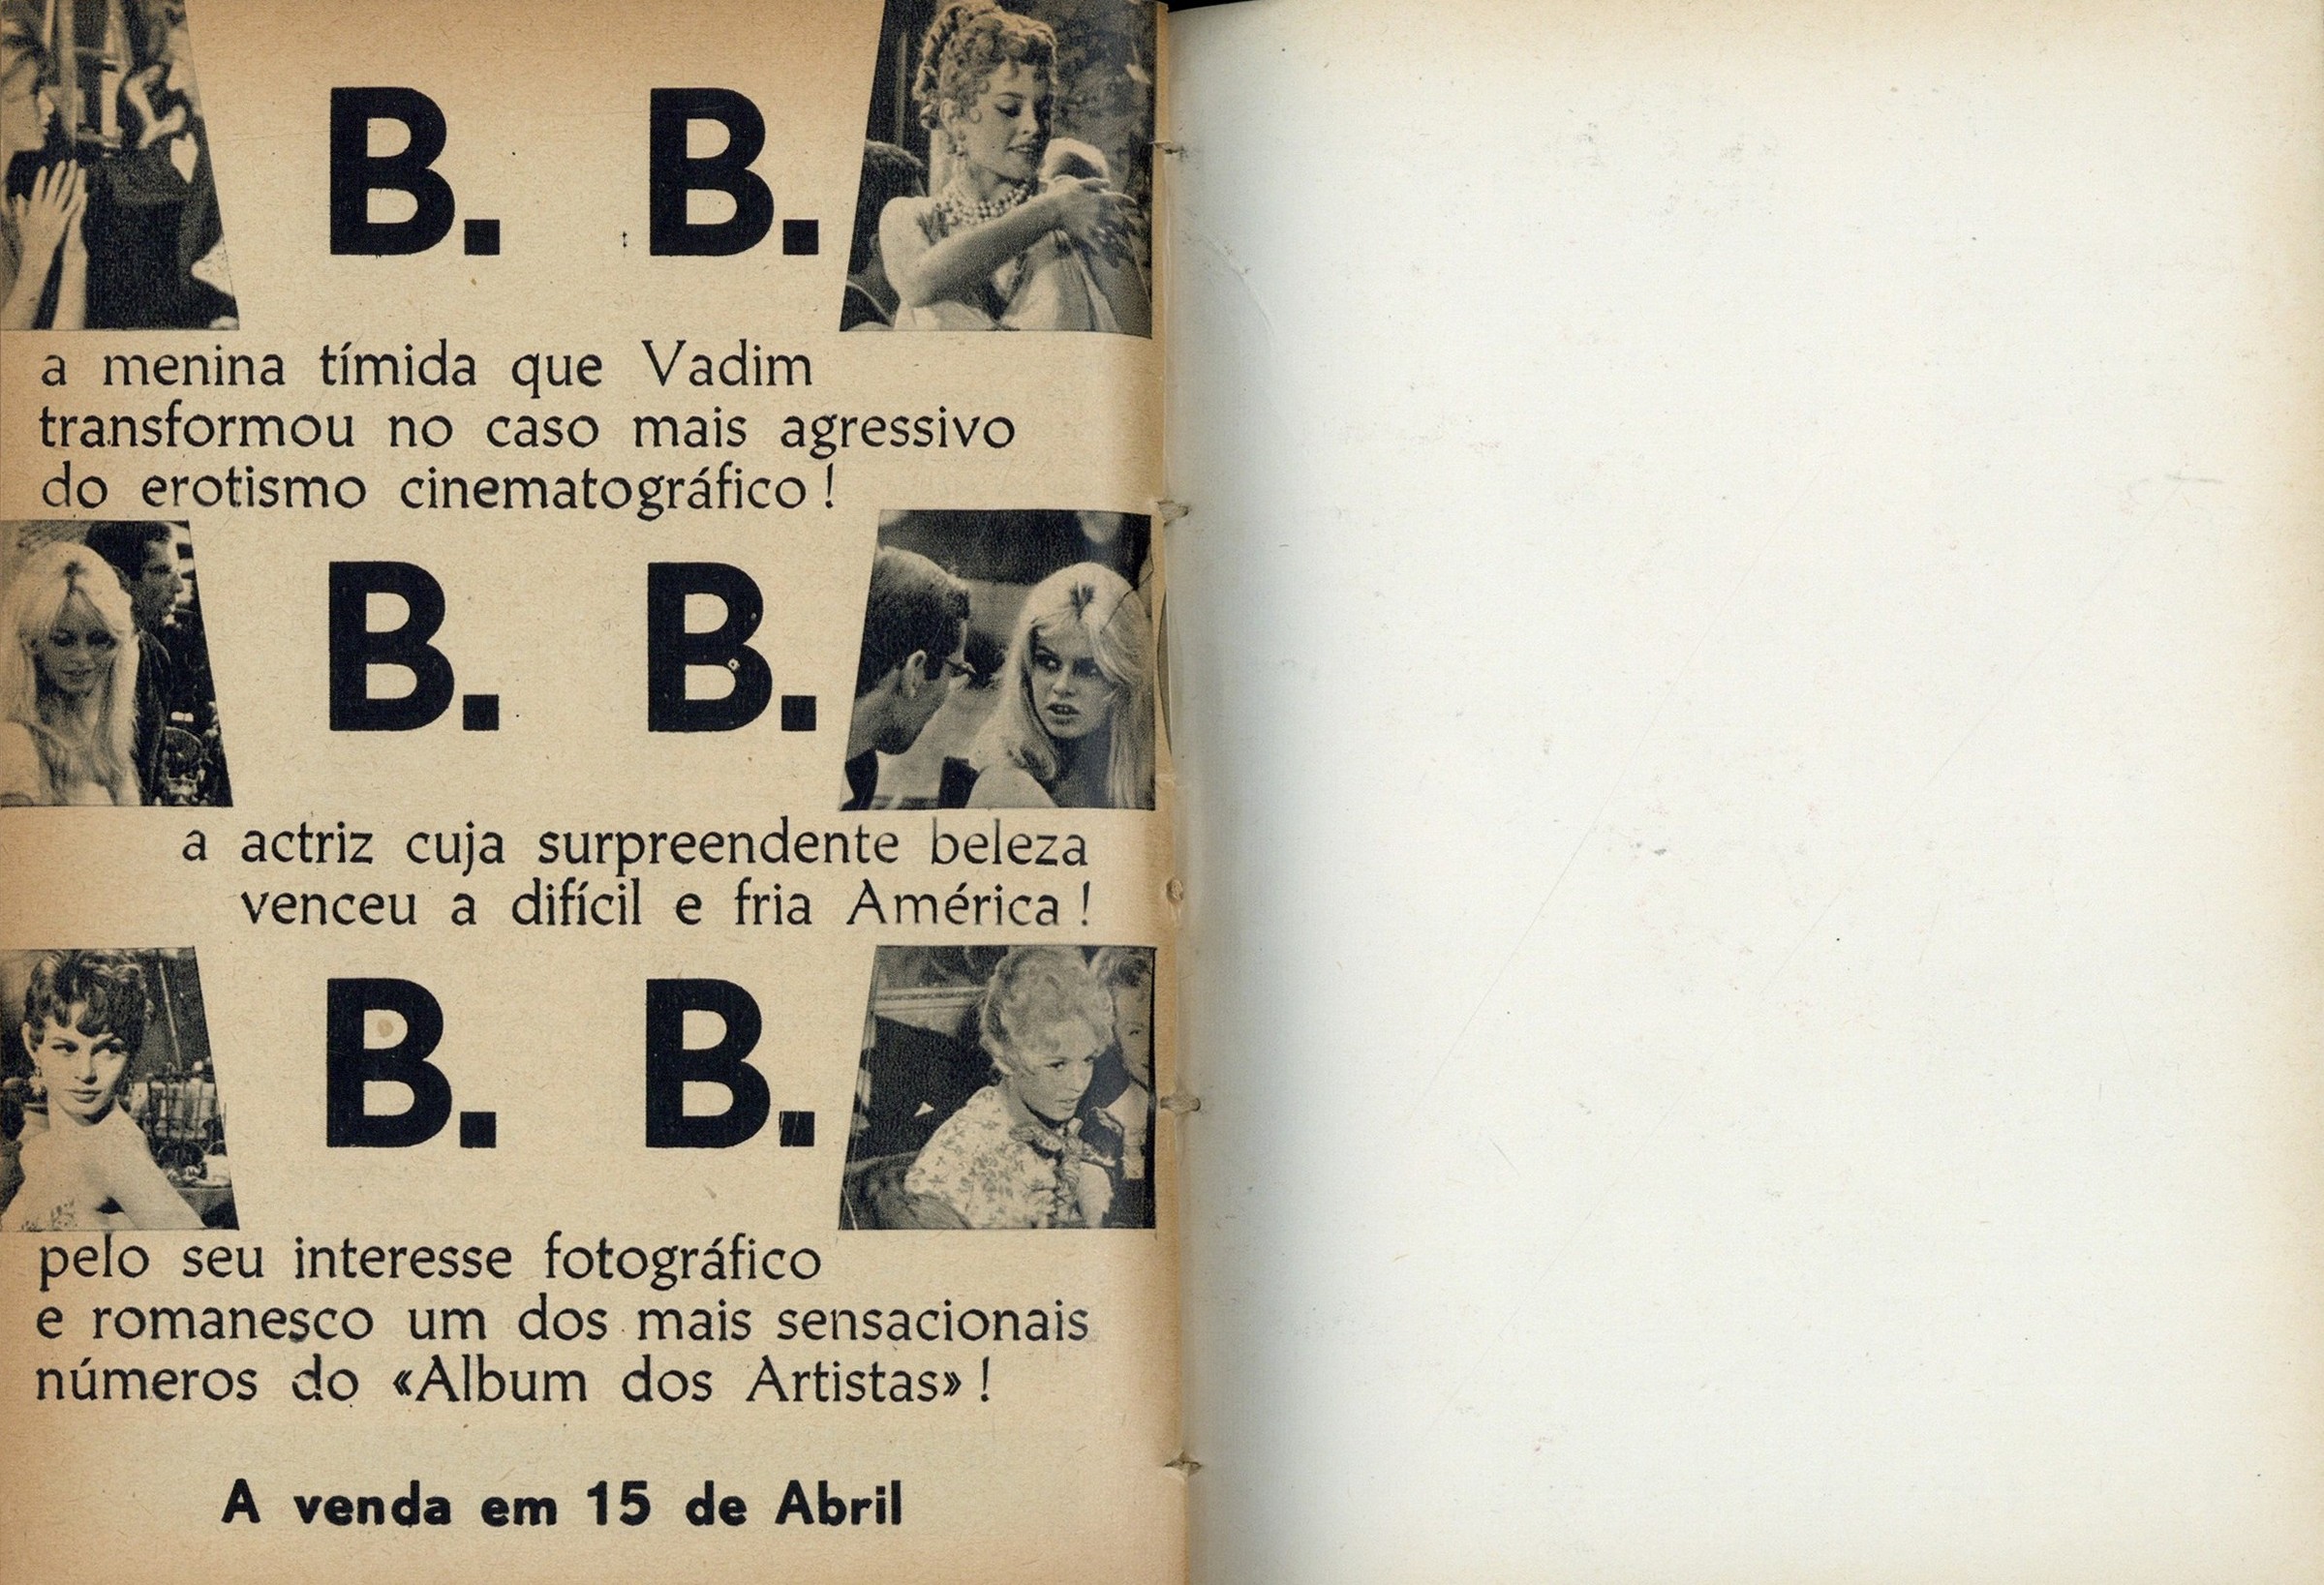 B. B.
a menina tímida que Vadim
transformou no caso mais agressivo
do erotismo cinematográfico !
B. B.
a actriz cuja surpreendente beleza
venceu a difícil e fria América !
B. B.
pelo seu interesse fotográfico
e romanesco um dos mais sensacionais
números do «Album dos Artistas» !
A venda em 15 de Abril